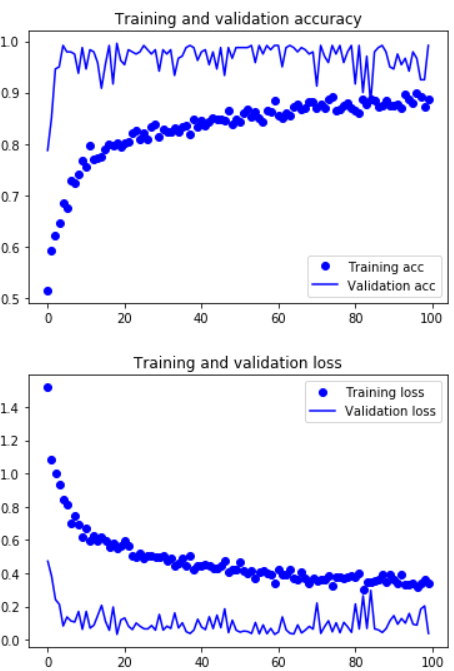 Training and validation accuracy
1.0
0.9
0.8
0.7
0.6
0.5
Training acc
Validation acc
0 20 40 60 80 100
Training and validation loss
1.4
1.2
1.0
0.8
0.6
0.4
0.2
0.0
Training loss
Validation loss
0 20 40 60 80 100